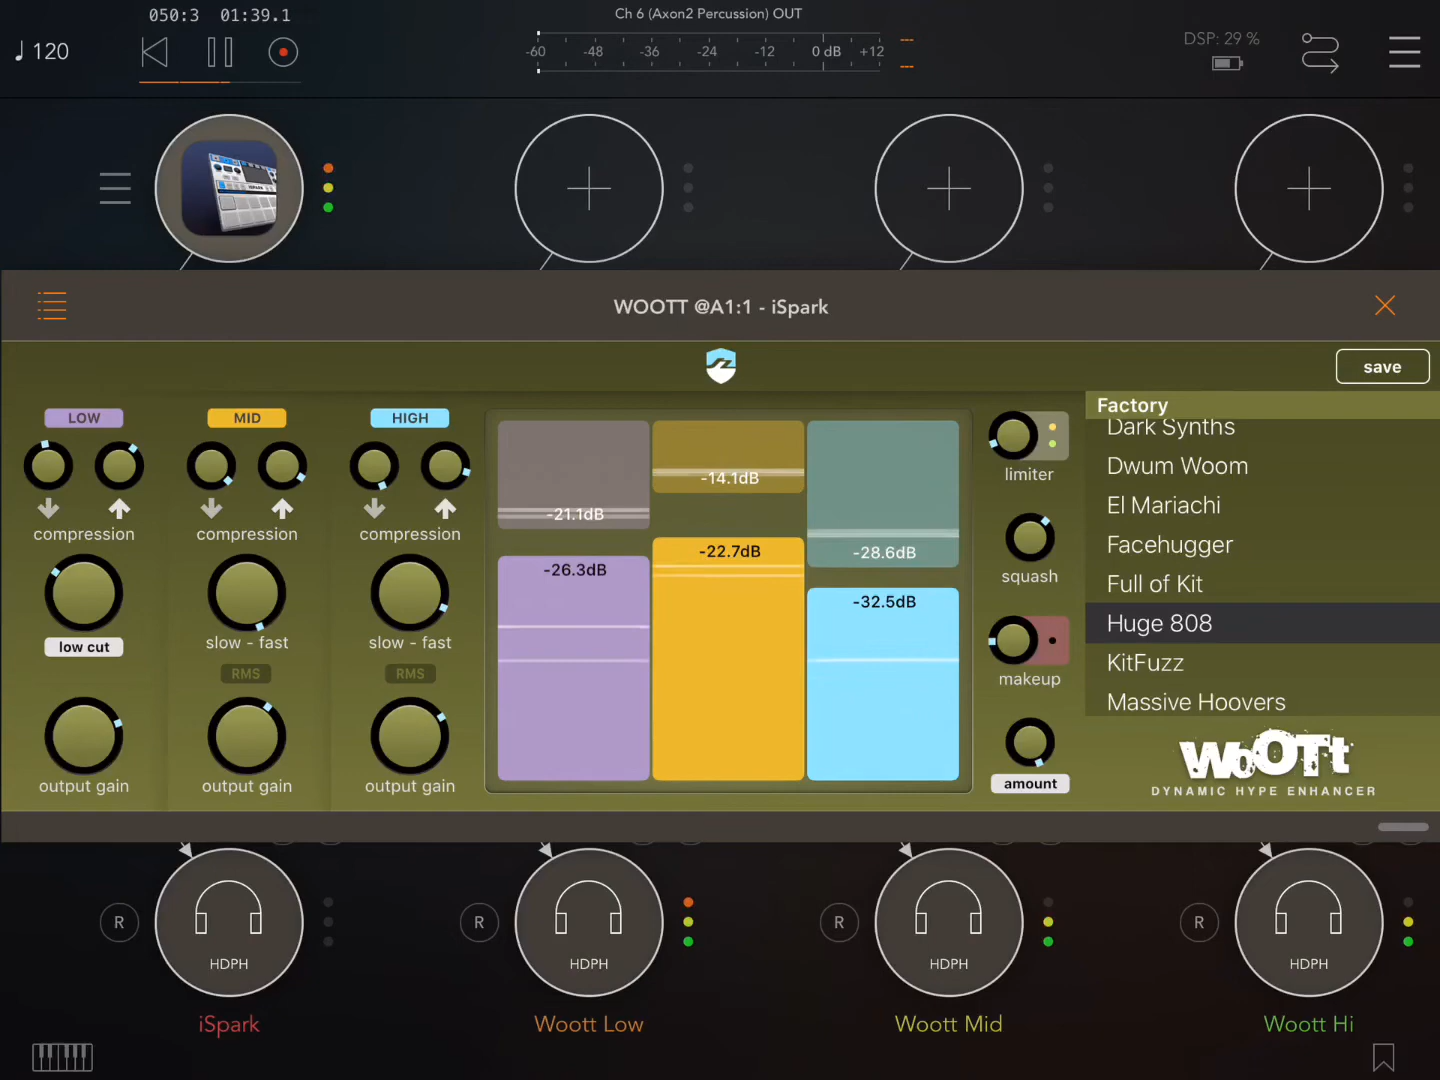 050:3 01:39.1
Ch 6 (Axon2 Percussion) OUT
♩ 120
-60 -48 -36 -24 -12 0 dB +12
DSP: 29 %
WOOTT @A1:1 - iSpark
save
LOW MID HIGH
compression compression compression
low cut slow - fast slow - fast
RMS RMS
output gain output gain output gain
-21.1dB -14.1dB -28.6dB
-26.3dB -22.7dB -32.5dB
limiter
squash
makeup
amount
Factory
Dark Synths
Dwum Woom
El Mariachi
Facehugger
Full of Kit
Huge 808
KitFuzz
Massive Hoovers
WOOTt
DYNAMIC HYPE ENHANCER
R R R R
HDPH HDPH HDPH HDPH
iSpark Woott Low Woott Mid Woott Hi